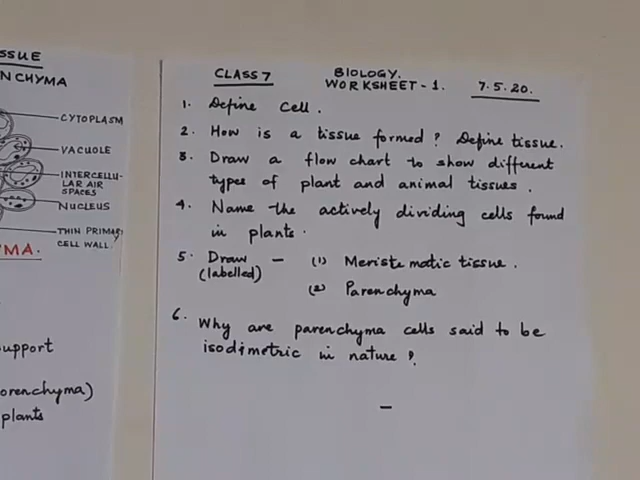 SSUE
NCHYMA
CYTOPLASM
VACUOLE
INTERCELLU-
LAR AIR
SPACES
NUCLEUS
THIN PRIMARY
CELL WALL
MA.
upport
orenchyma)
plants
CLASS 7
BIOLOGY.
WORKSHEET - 1.
7.5.20.
1. Define cell.
2. How is a tissue formed? Define tissue.
3. Draw a flow chart to show different
types of plant and animal tissues.
4. Name the actively dividing cells found
in plants.
5. Draw - (1) Meristematic tissue.
(labelled)
(2) Parenchyma
6. Why are parenchyma cells said to be
isodimetric in nature?
-